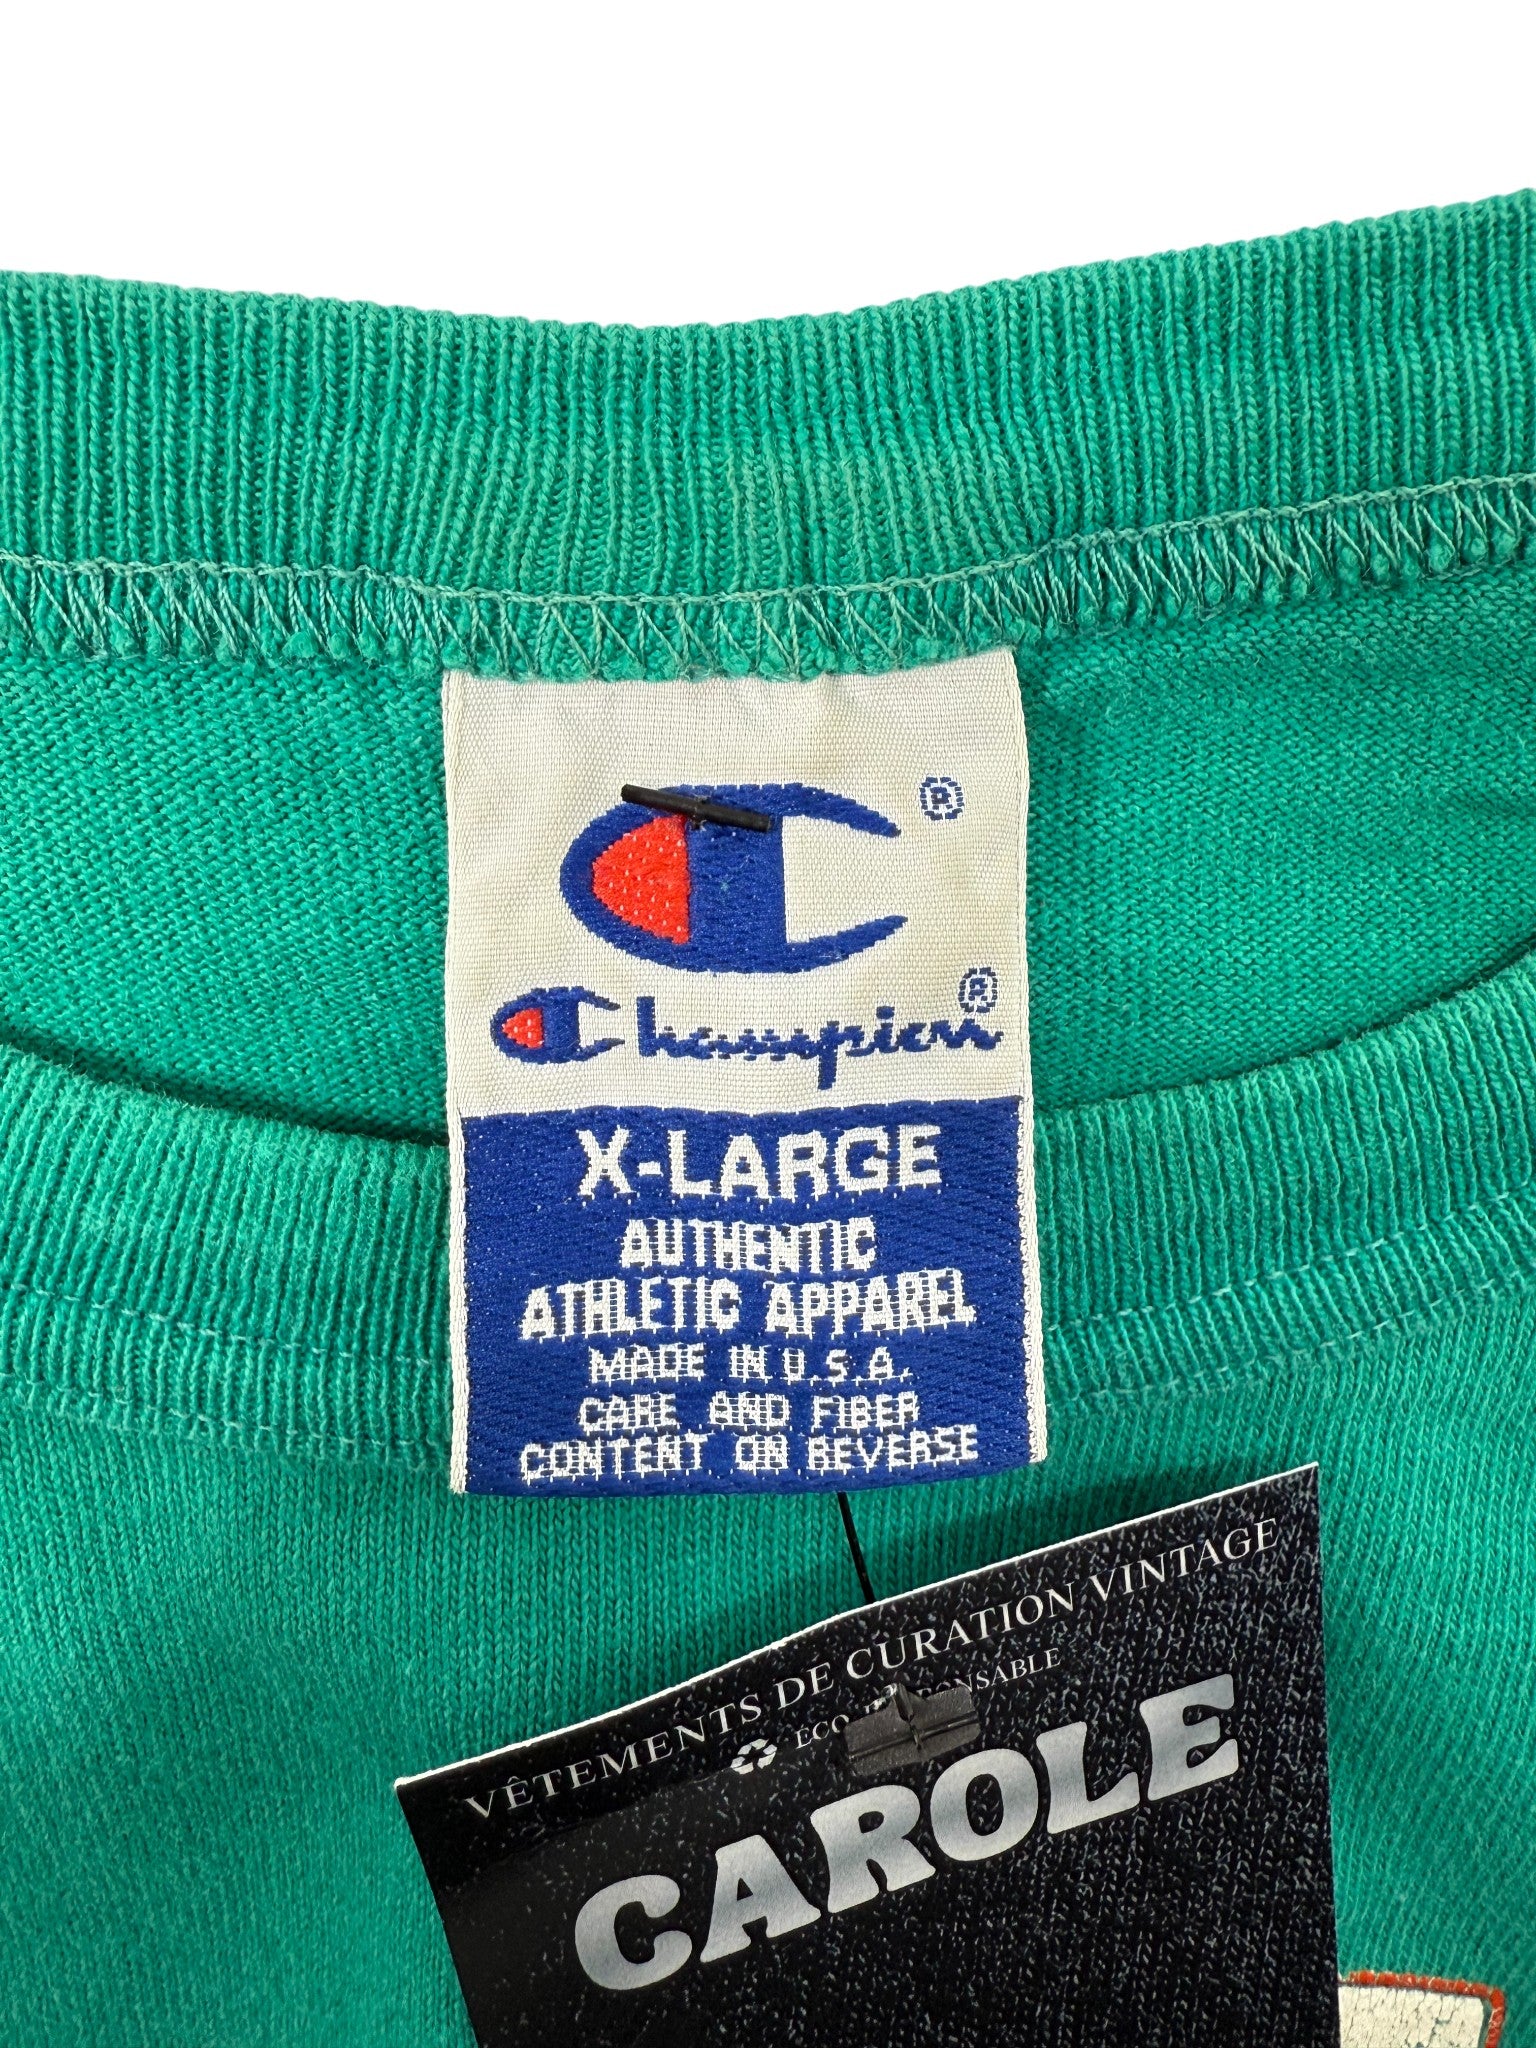 ®
Champion®
X-LARGE
AUTHENTIC
ATHLETIC APPAREL
MADE IN U.S.A.
CARE AND FIBER
CONTENT ON REVERSE
VÊTEMENTS DE CURATION VINTAGE
CAROLE